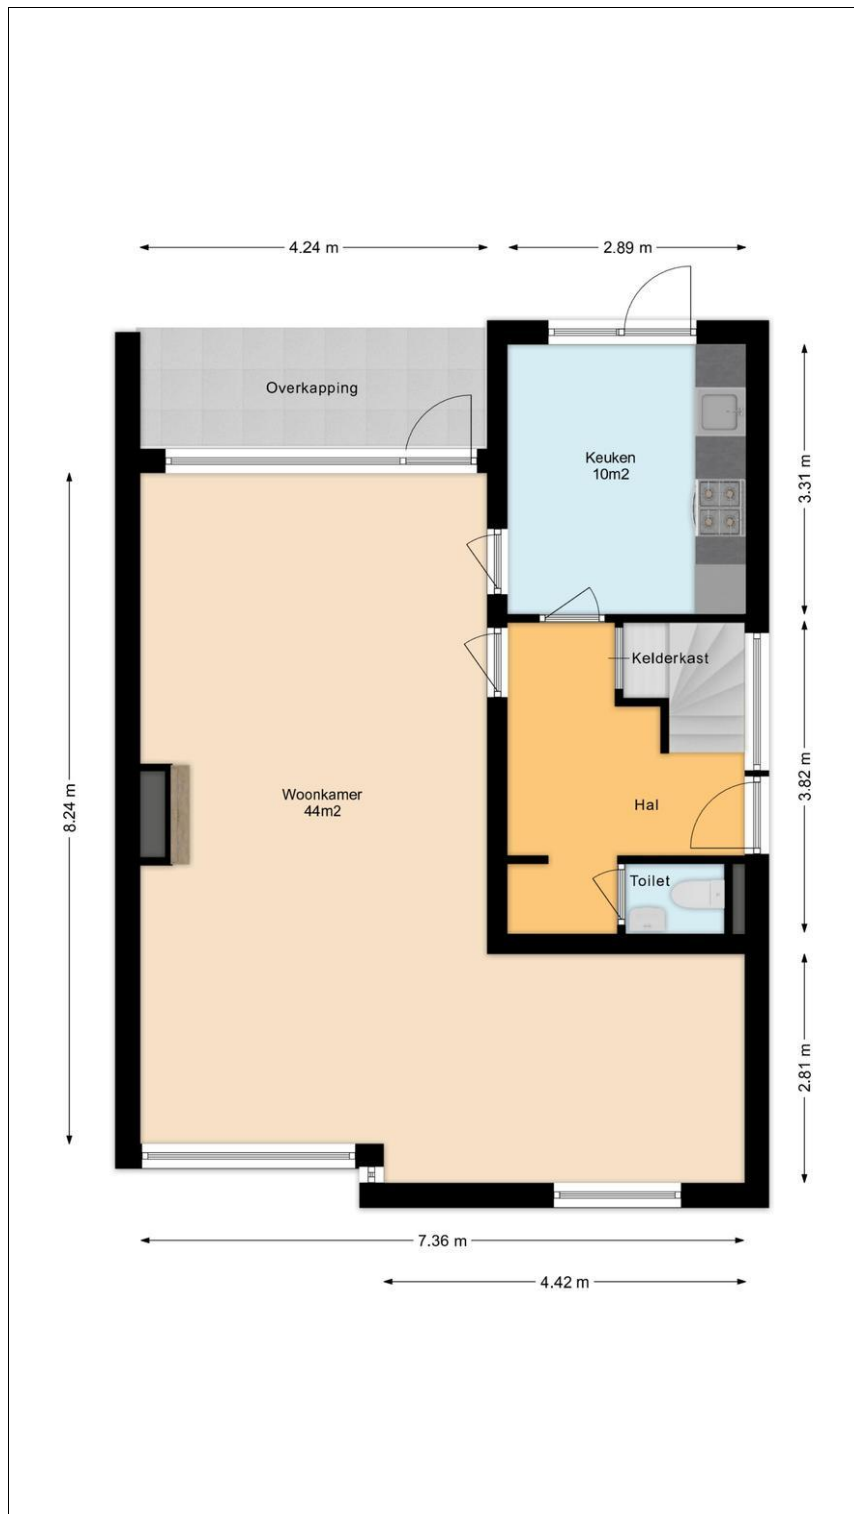 4.24 m
2.89 m
Overkapping
Keuken
10m2
3.31 m
Kelderkast
Woonkamer
44m2
Hal
3.82 m
8.24 m
Toilet
2.81 m
7.36 m
4.42 m